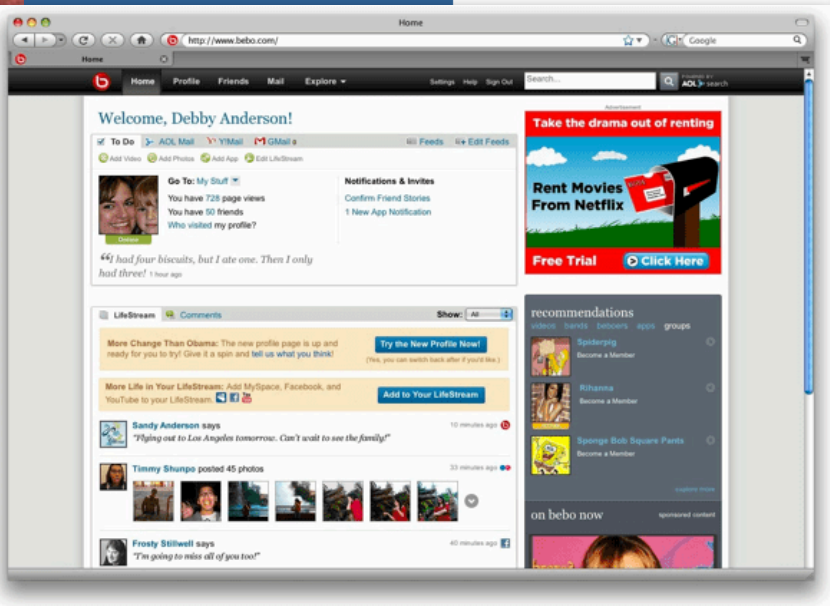 Home
http://www.bebo.com/
Google
Home
Home Profile Friends Mail Explore
Settings Help Sign Out
Search...
POWERED BY
AOL search
Welcome, Debby Anderson!
To Do AOL Mail Y!Mail GMail
Feeds Edit Feeds
Add Video Add Photos Add App Edit LifeStream
Go To: My Stuff
You have 728 page views
You have 50 friends
Who visited my profile?
Online
Notifications & Invites
Confirm Friend Stories
1 New App Notification
“I had four biscuits, but I ate one. Then I only
had three! 1 hour ago
Advertisement
Take the drama out of renting
Rent Movies
From Netflix
Free Trial Click Here
LifeStream Comments
Show: All
More Change Than Obama: The new profile page is up and
ready for you to try! Give it a spin and tell us what you think!
Try the New Profile Now!
(Yes, you can switch back after if you'd like.)
More Life in Your LifeStream: Add MySpace, Facebook, and
YouTube to your LifeStream.
Add to Your LifeStream
Sandy Anderson says
10 minutes ago
"Flying out to Los Angeles tomorrow. Can't wait to see the family!"
Timmy Shunpo posted 45 photos
33 minutes ago
Frosty Stillwell says
40 minutes ago
"I'm going to miss all of you too!"
recommendations
videos bands beboers apps groups
Spiderpig
Become a Member
Rihanna
Become a Member
Sponge Bob Square Pants
Become a Member
explore more
on bebo now
sponsored content